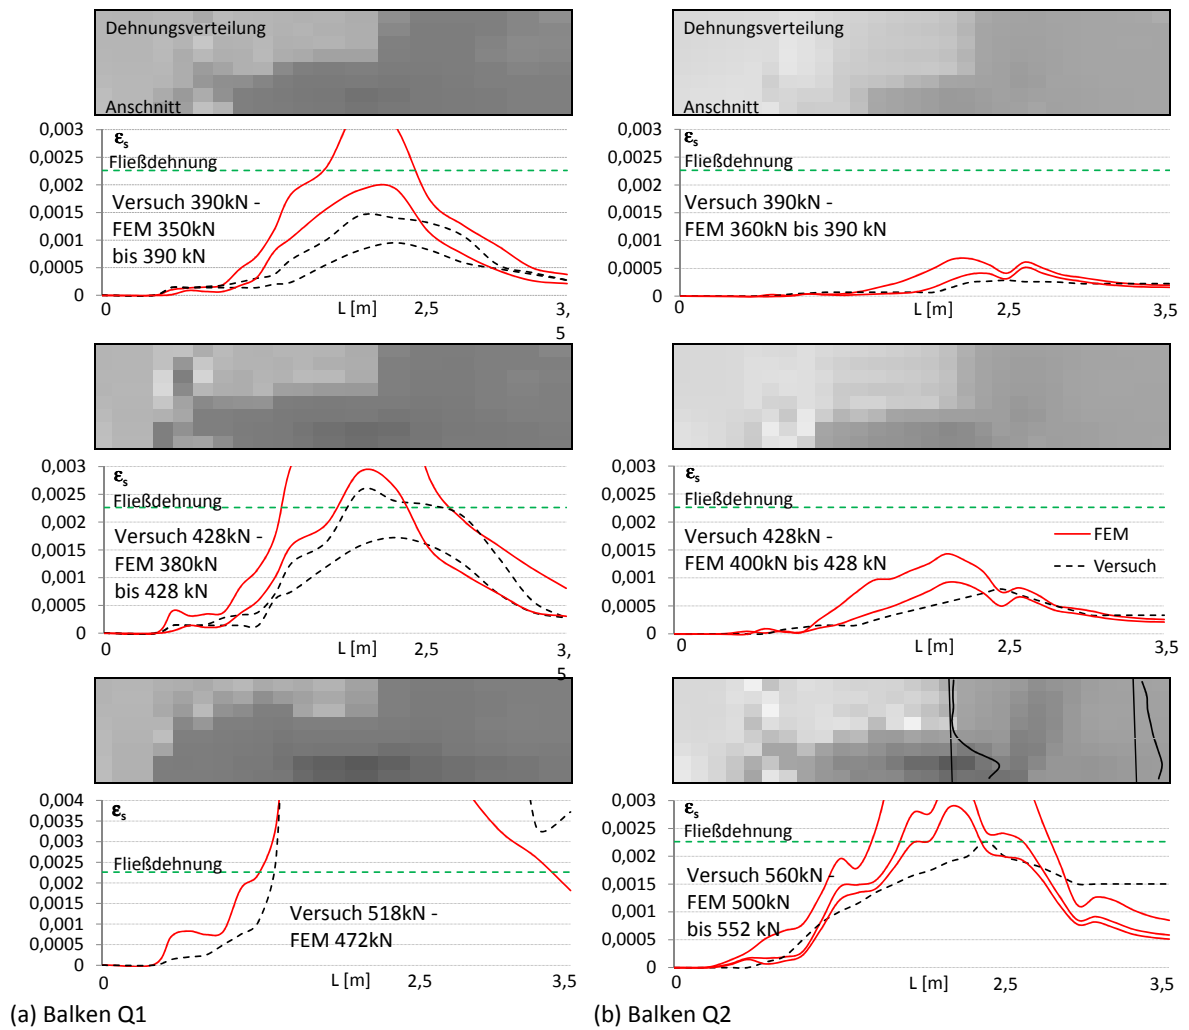 Dehnungsverteilung
Anschnitt
0,003
0,0025
0,002
0,0015
0,001
0,0005
0
εs
Fließdehnung
Versuch 390kN -
FEM 350kN
bis 390 kN
0
L [m]
2,5
3,
5
0,003
0,0025
0,002
0,0015
0,001
0,0005
0
εs
Fließdehnung
Versuch 428kN -
FEM 380kN
bis 428 kN
0
L [m]
2,5
3,
5
0,004
0,0035
0,003
0,0025
0,002
0,0015
0,001
0,0005
0
εs
Fließdehnung
Versuch 518kN -
FEM 472kN
0
L [m]
2,5
3,5
(a) Balken Q1
Dehnungsverteilung
Anschnitt
0,003
0,0025
0,002
0,0015
0,001
0,0005
0
εs
Fließdehnung
Versuch 390kN -
FEM 360kN bis 390 kN
0
L [m]
2,5
3,5
0,003
0,0025
0,002
0,0015
0,001
0,0005
0
εs
Fließdehnung
Versuch 428kN -
FEM 400kN bis 428 kN
FEM
Versuch
0
L [m]
2,5
3,5
0,003
0,0025
0,002
0,0015
0,001
0,0005
0
εs
Fließdehnung
Versuch 560kN -
FEM 500kN
bis 552 kN
0
L [m]
2,5
3,5
(b) Balken Q2